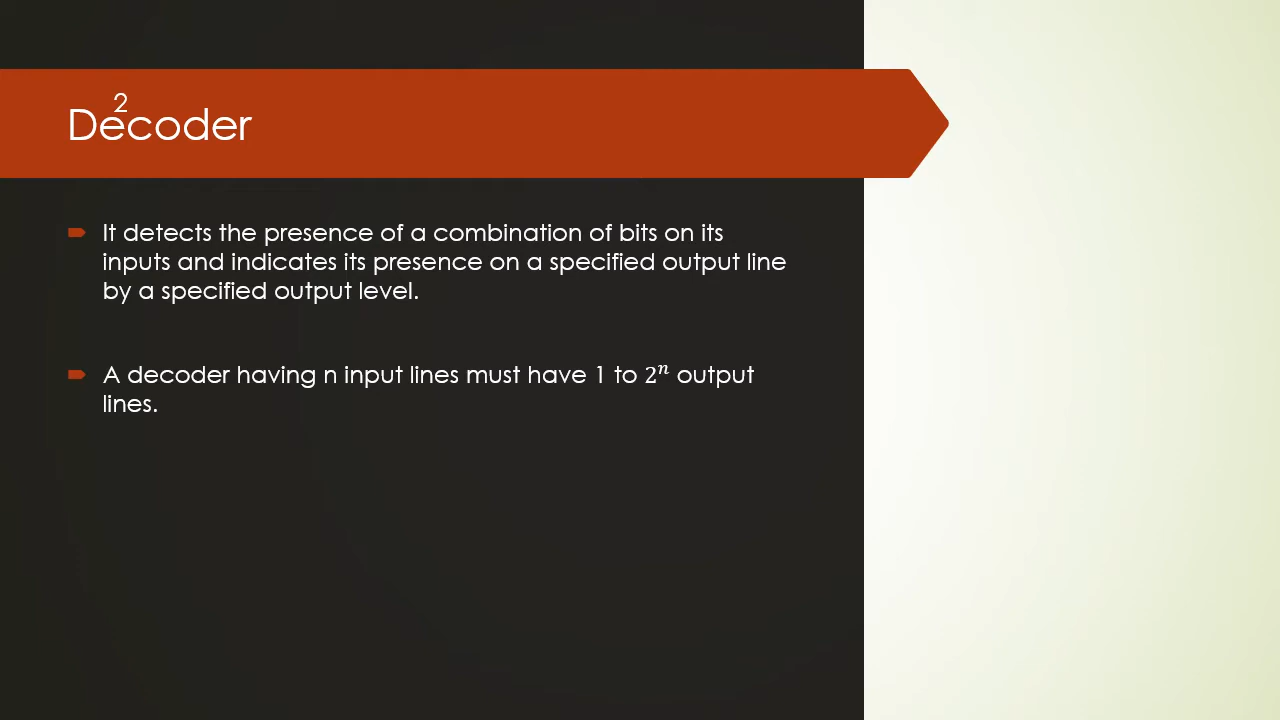 2
Decoder
It detects the presence of a combination of bits on its
inputs and indicates its presence on a specified output line
by a specified output level.
A decoder having n input lines must have 1 to 2ⁿ output
lines.